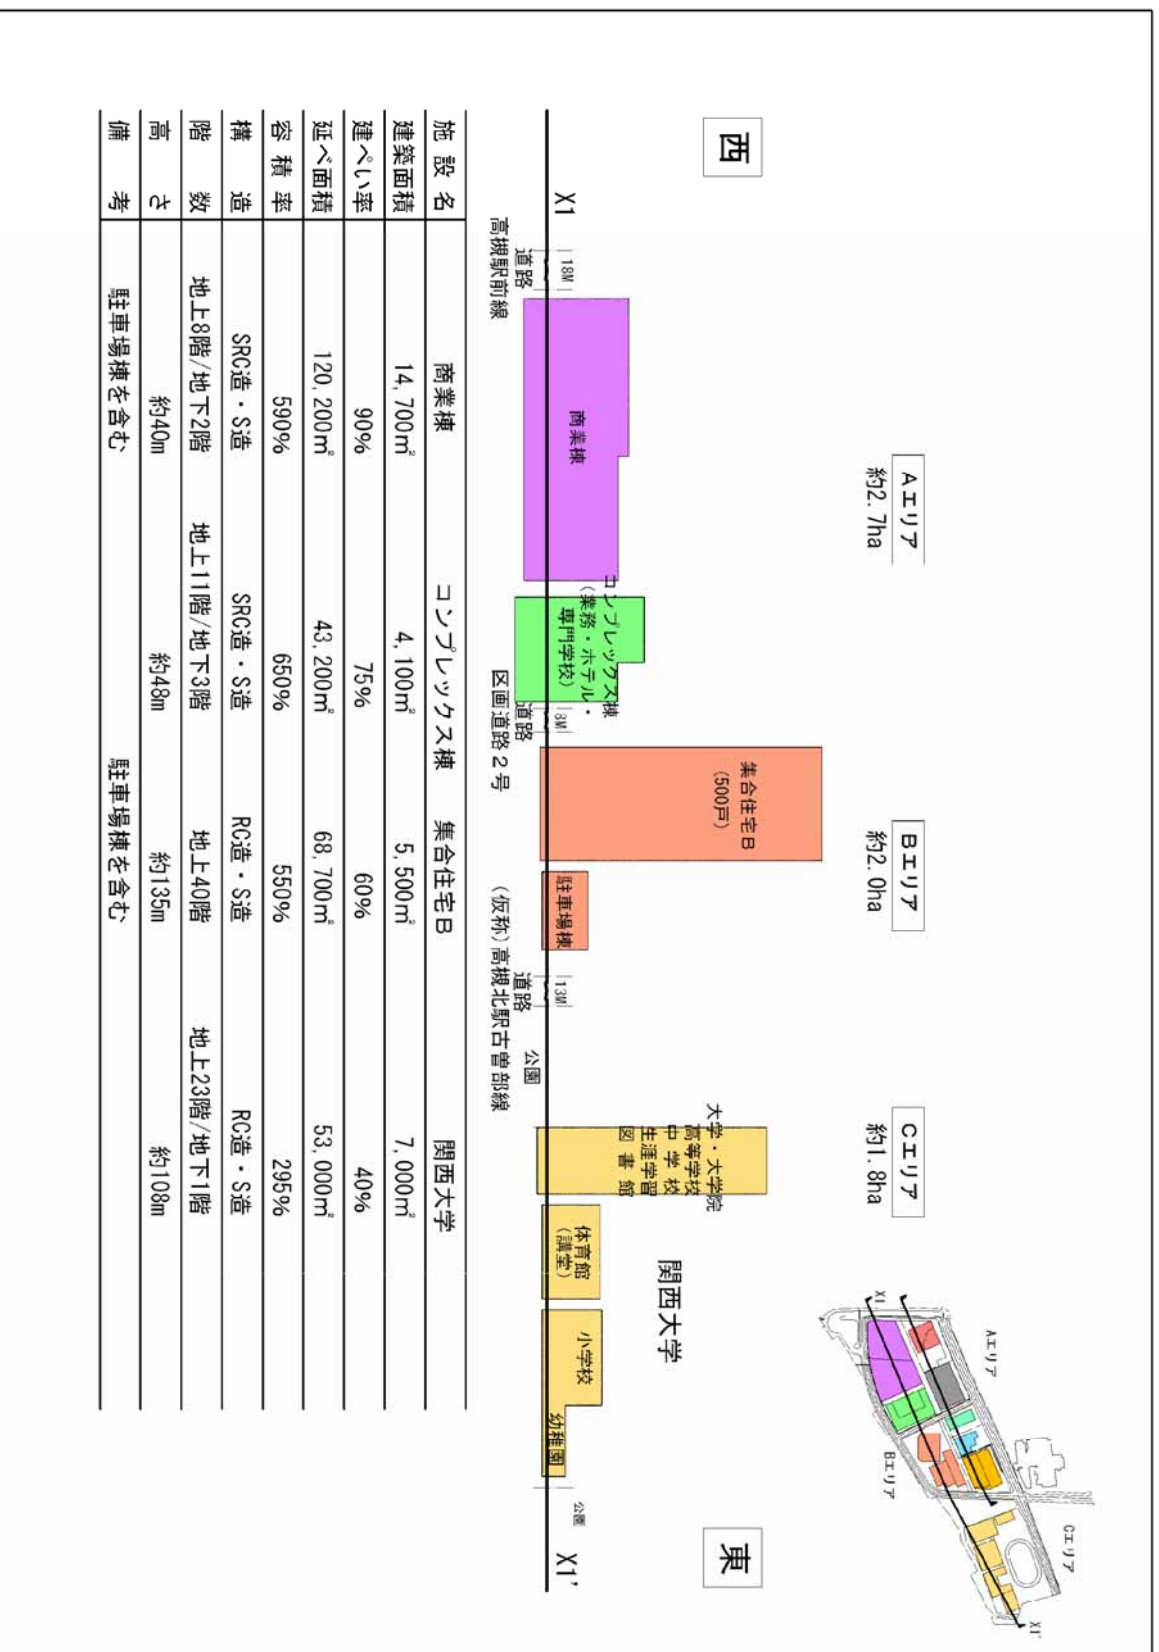 西
東
Aエリア
約2.7ha
Bエリア
約2.0ha
Cエリア
約1.8ha
Aエリア
Bエリア
Cエリア
X1
X1'
X1
X1'
18M
道路
高槻駅前線
商業棟
コンプレックス棟
(業務・ホテル・
専門学校)
8M
道路
区画道路2号
集合住宅B
(500戸)
駐車場棟
13M
道路
(仮称)高槻北駅古曽部線
公園
大学・大学院
高等学校
中学校
生涯学習
図書館
体育館
(講堂)
関西大学
小学校
幼稚園
公園
施設名 商業棟 コンプレックス棟 集合住宅B 関西大学
建築面積 14,700㎡ 4,100㎡ 5,500㎡ 7,000㎡
建ぺい率 90% 75% 60% 40%
延べ面積 120,200㎡ 43,200㎡ 68,700㎡ 53,000㎡
容積率 590% 650% 550% 295%
構造 SRC造・S造 SRC造・S造 RC造・S造 RC造・S造
階数 地上8階/地下2階 地上11階/地下3階 地上40階 地上23階/地下1階
高さ 約40m 約48m 約135m 約108m
備考 駐車場棟を含む 駐車場棟を含む